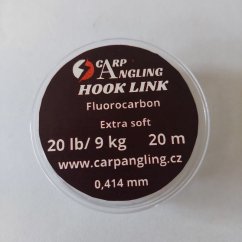 CARP
ANGLING
HOOK LINK
Fluorocarbon
Extra soft
20 lb/ 9 kg 20 m
www.carpangling.cz
0,414 mm